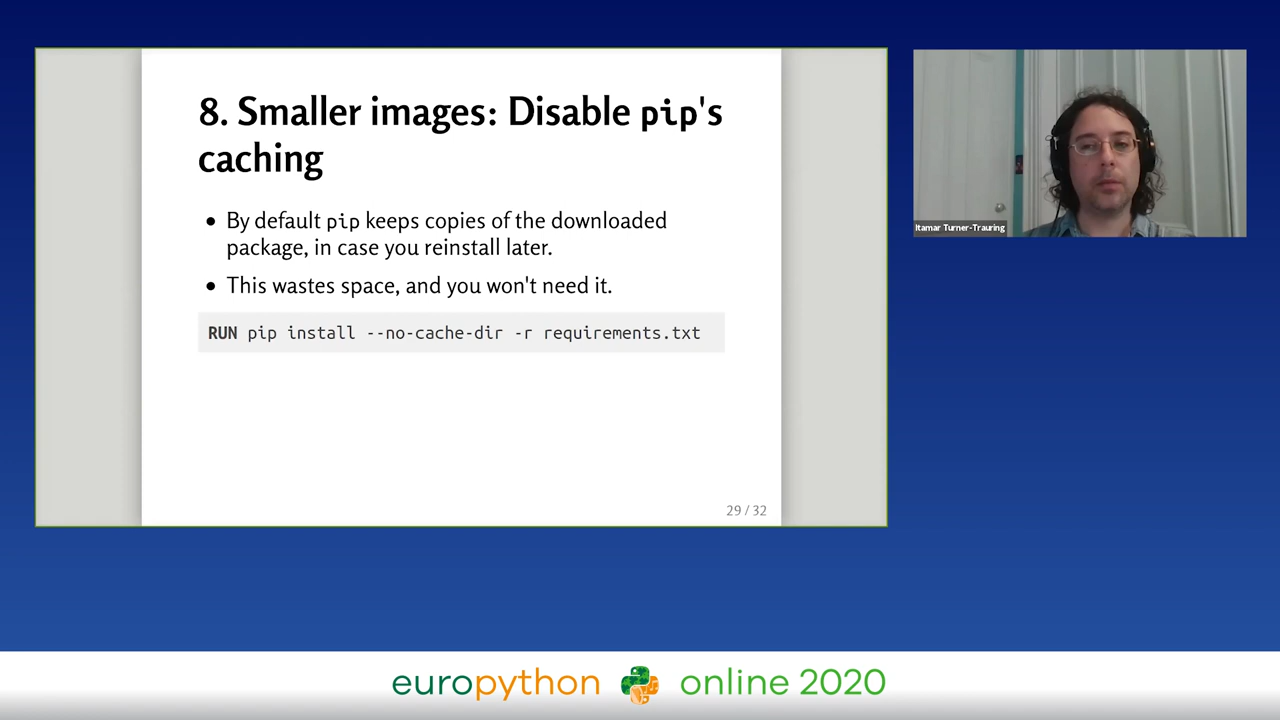 8. Smaller images: Disable pip's
caching
• By default pip keeps copies of the downloaded
package, in case you reinstall later.
• This wastes space, and you won't need it.
RUN pip install --no-cache-dir -r requirements.txt
29 / 32
Itamar Turner-Trauring
europython online 2020